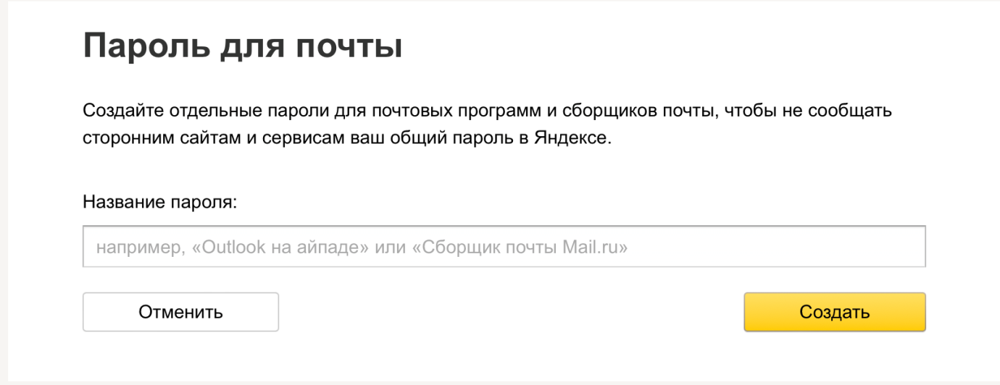 Пароль для почты
Создайте отдельные пароли для почтовых программ и сборщиков почты, чтобы не сообщать
сторонним сайтам и сервисам ваш общий пароль в Яндексе.
Название пароля:
например, «Outlook на айпаде» или «Сборщик почты Mail.ru»
Отменить
Создать